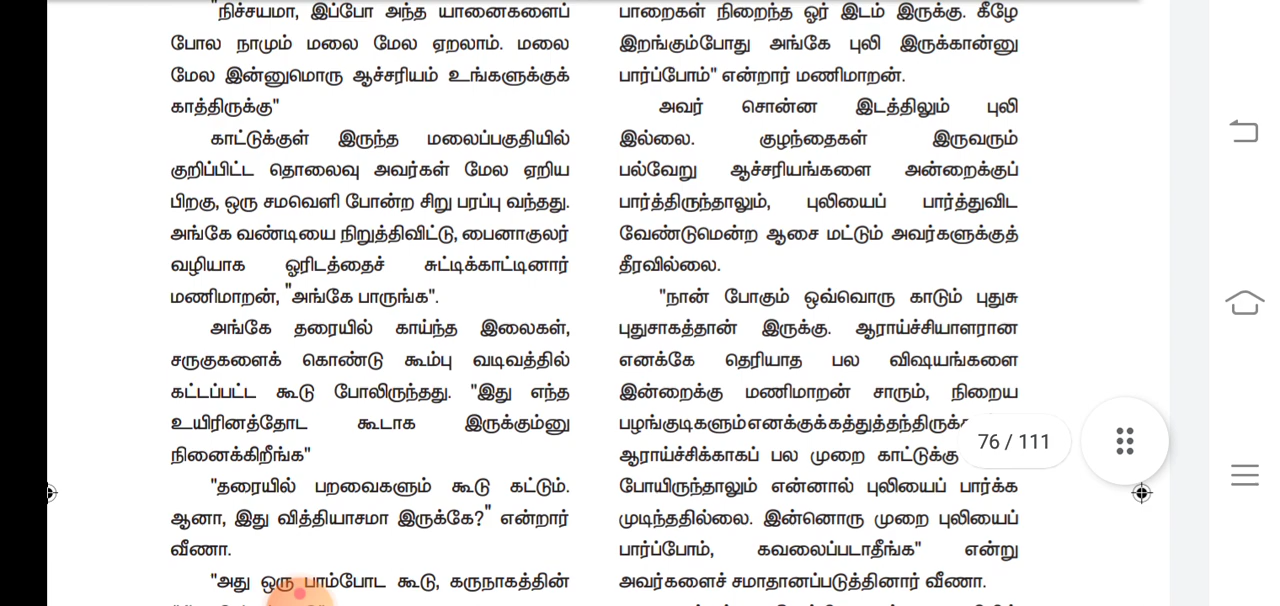 "நிச்சயமா, இப்போ அந்த யானைகளைப்
போல நாமும் மலை மேல ஏறலாம். மலை
மேல இன்னுமொரு ஆச்சரியம் உங்களுக்குக்
காத்திருக்கு"
காட்டுக்குள் இருந்த மலைப்பகுதியில்
குறிப்பிட்ட தொலைவு அவர்கள் மேல ஏறிய
பிறகு, ஒரு சமவெளி போன்ற சிறு பரப்பு வந்தது.
அங்கே வண்டியை நிறுத்திவிட்டு, பைனாகுலர்
வழியாக ஓரிடத்தைச் சுட்டிக்காட்டினார்
மணிமாறன், "அங்கே பாருங்க".
அங்கே தரையில் காய்ந்த இலைகள்,
சருகுகளைக் கொண்டு கூம்பு வடிவத்தில்
கட்டப்பட்ட கூடு போலிருந்தது. "இது எந்த
உயிரினத்தோட கூடாக இருக்கும்னு
நினைக்கிறீங்க"
"தரையில் பறவைகளும் கூடு கட்டும்.
ஆனா, இது வித்தியாசமா இருக்கே?" என்றார்
வீணா.
"அது ஒரு பாம்போட கூடு, கருநாகத்தின்
பாறைகள் நிறைந்த ஓர் இடம் இருக்கு. கீழே
இறங்கும்போது அங்கே புலி இருக்கான்னு
பார்ப்போம்" என்றார் மணிமாறன்.
அவர் சொன்ன இடத்திலும் புலி
இல்லை. குழந்தைகள் இருவரும்
பல்வேறு ஆச்சரியங்களை அன்றைக்குப்
பார்த்திருந்தாலும், புலியைப் பார்த்துவிட
வேண்டுமென்ற ஆசை மட்டும் அவர்களுக்குத்
தீரவில்லை.
"நான் போகும் ஒவ்வொரு காடும் புதுசு
புதுசாகத்தான் இருக்கு. ஆராய்ச்சியாளரான
எனக்கே தெரியாத பல விஷயங்களை
இன்றைக்கு மணிமாறன் சாரும், நிறைய
பழங்குடிகளும் எனக்குக்
ஆராய்ச்சிக்காகப் பல முறை
போயிருந்தாலும் என்னால் புலியைப் பார்க்க
முடிந்ததில்லை. இன்னொரு முறை புலியைப்
பார்ப்போம், கவலைப்படாதீங்க" என்று
அவர்களைச் சமாதானப்படுத்தினார் வீணா.
76 / 111